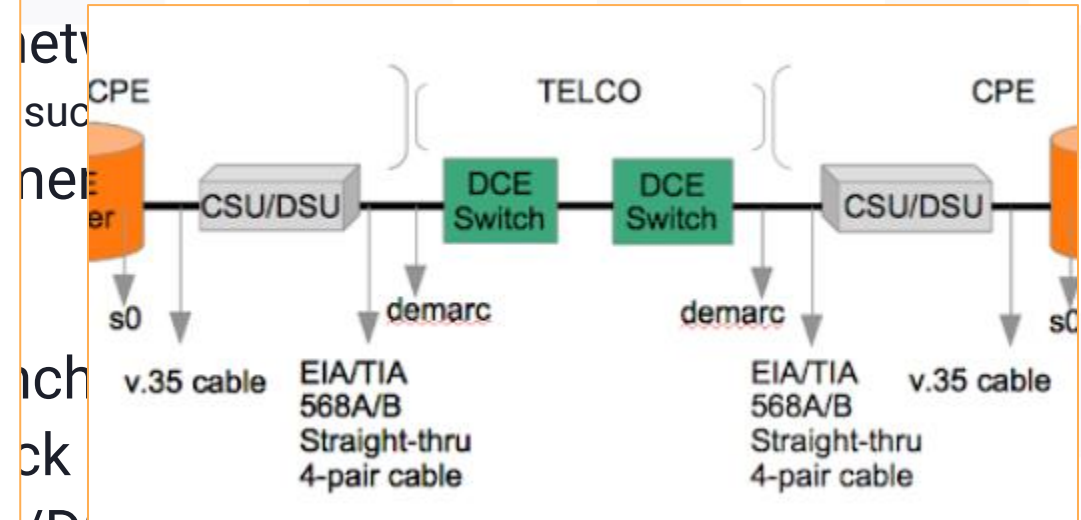 CPE
TELCO
CPE
CSU/DSU
DCE
Switch
DCE
Switch
CSU/DSU
s0
demarc
demarc
v.35 cable
EIA/TIA
568A/B
Straight-thru
4-pair cable
EIA/TIA
568A/B
Straight-thru
4-pair cable
v.35 cable